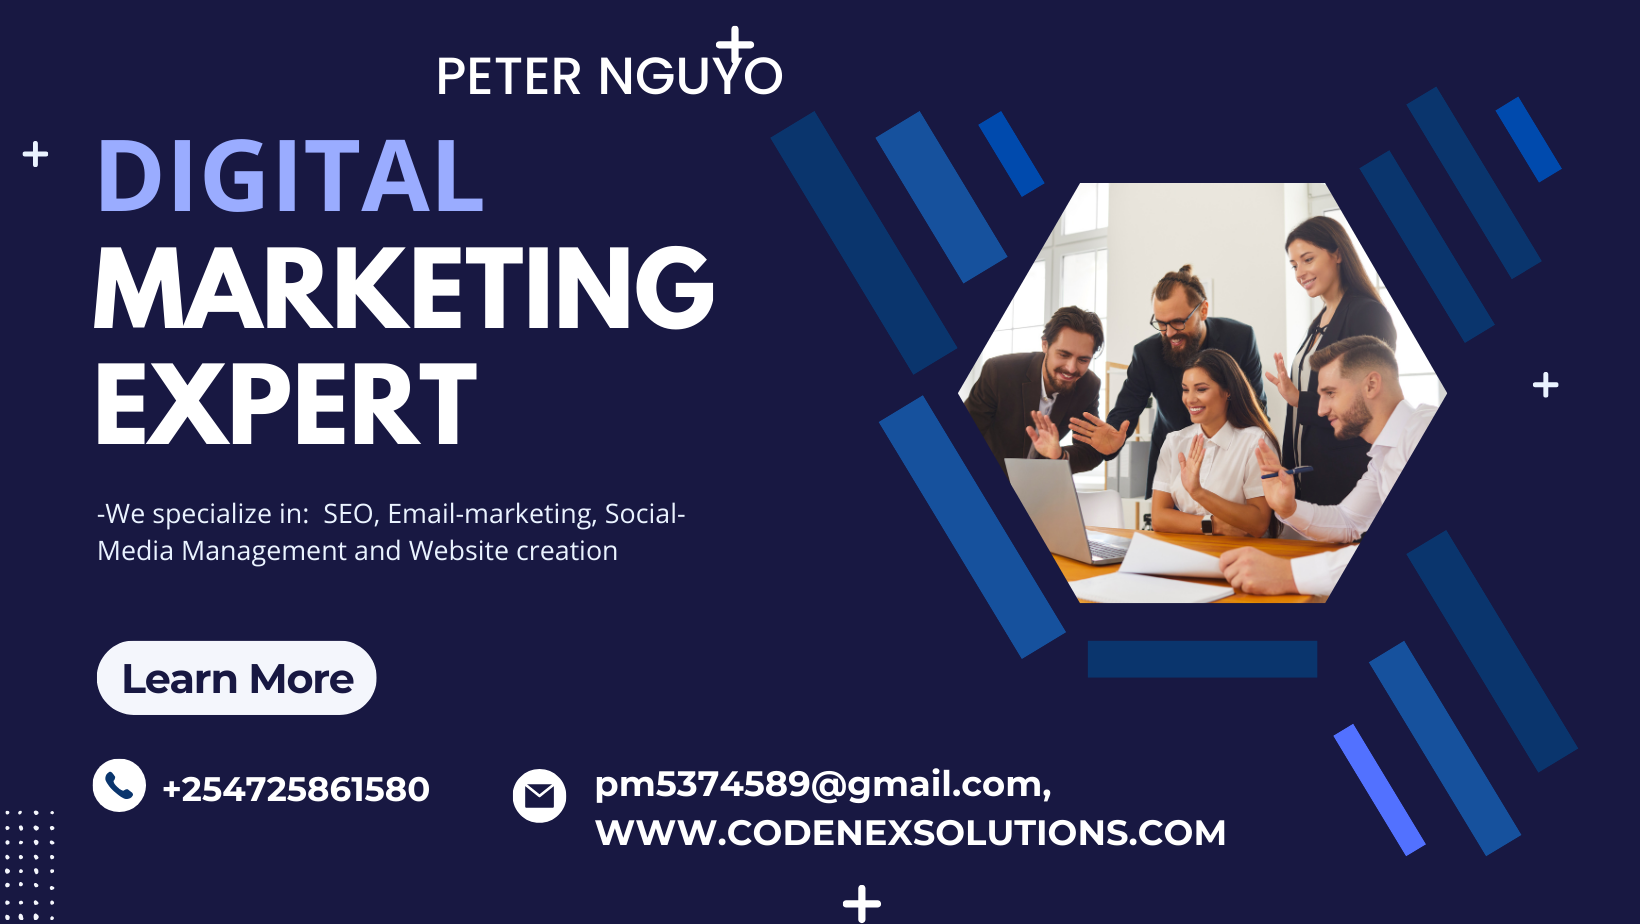 PETER NGUYO
DIGITAL
MARKETING
EXPERT
-We specialize in:  SEO, Email-marketing, Social-
Media Management and Website creation
Learn More
+254725861580
pm5374589@gmail.com,
WWW.CODENEXSOLUTIONS.COM